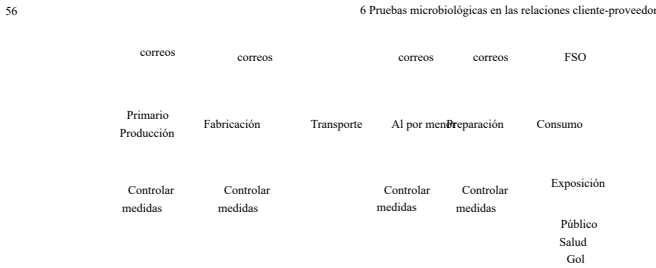 56
6 Pruebas microbiológicas en las relaciones cliente-proveedor
correos correos correos correos FSO
Primario
Producción
Fabricación Transporte Al por menor Preparación Consumo
Controlar
medidas
Controlar
medidas
Controlar
medidas
Controlar
medidas
Exposición
Público
Salud
Gol